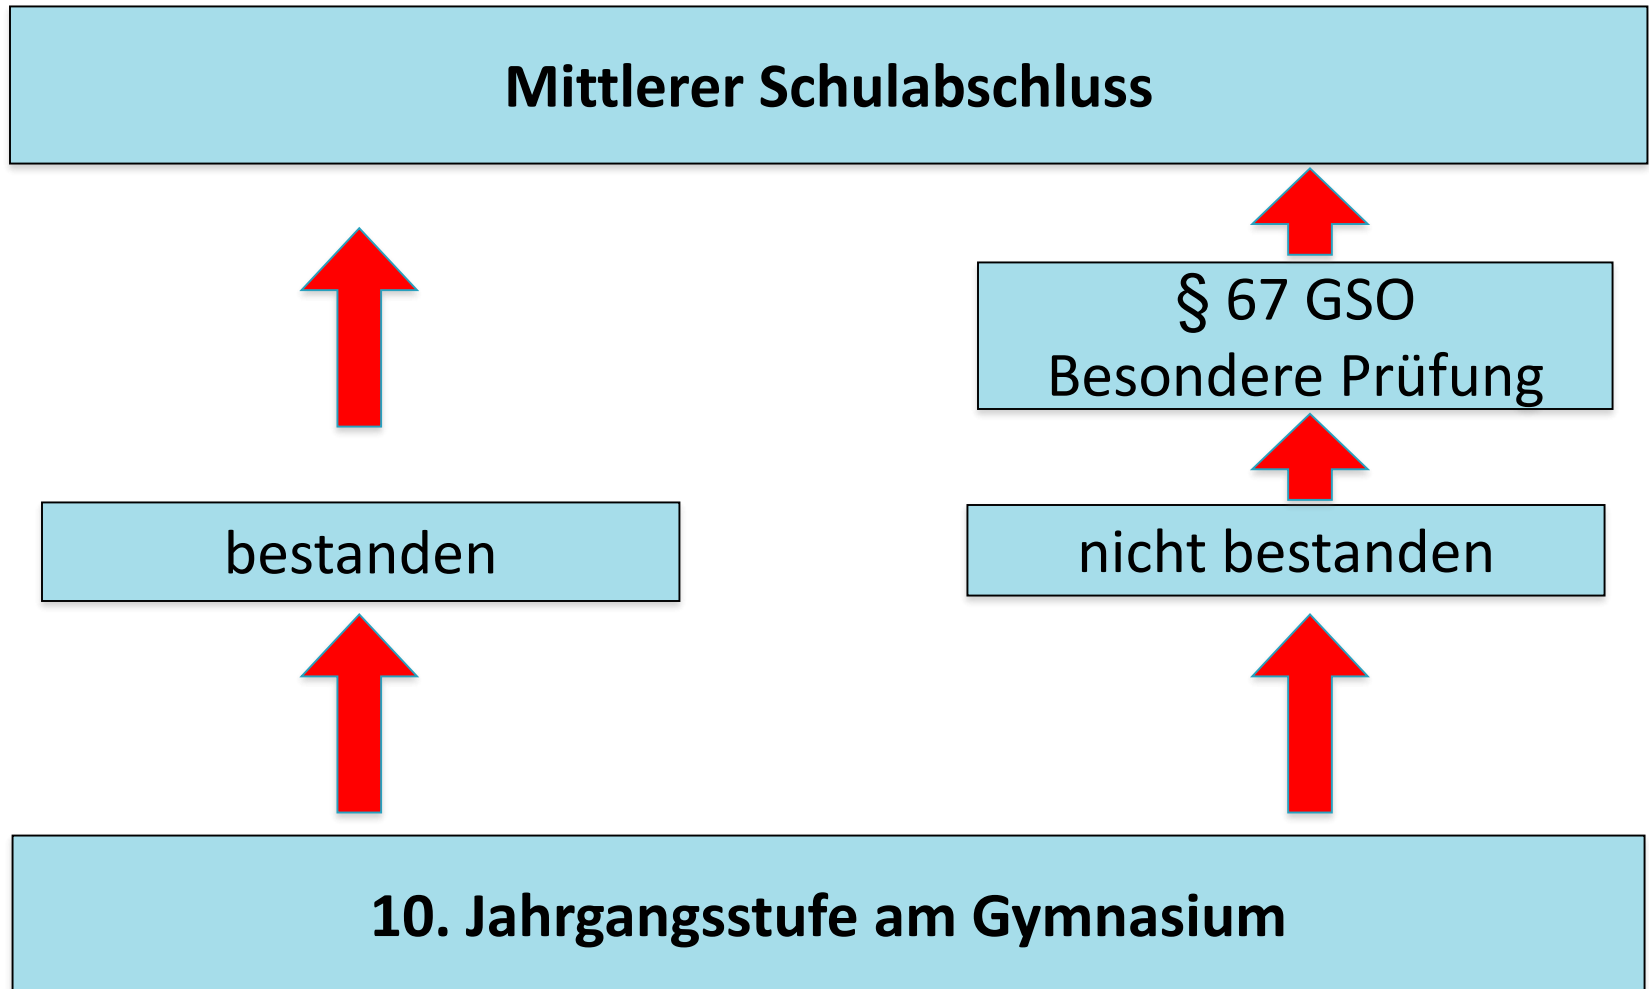 Mittlerer Schulabschluss
§ 67 GSO
Besondere Prüfung
bestanden
nicht bestanden
10. Jahrgangsstufe am Gymnasium